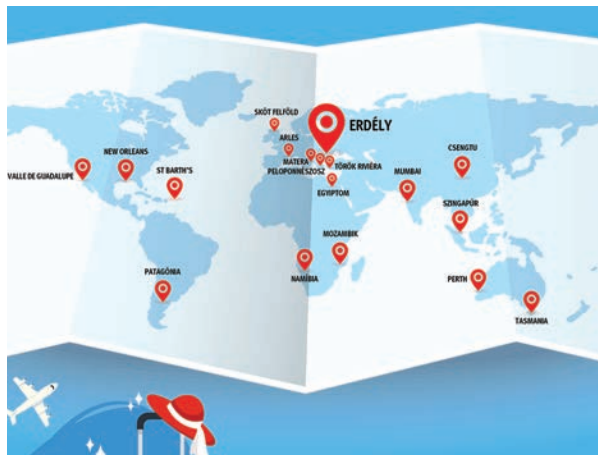 SKÓT FELFÖLD
ERDÉLY
ARLES
NEW ORLEANS
CSENGTU
MATERA
TÖRÖK RIVIÉRA
PELOPONNÉSZOSZ
VALLE DE GUADALUPE
ST BARTH'S
MUMBAI
EGYIPTOM
SZINGAPÚR
MOZAMBIK
PATAGÓNIA
NAMÍBIA
PERTH
TASMANIA